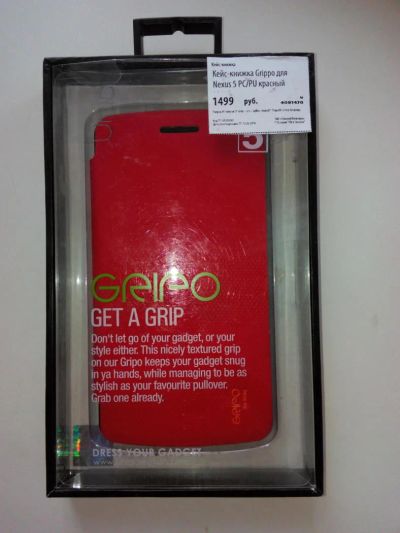 Кейс-книжка
Кейс-книжка Grippo для
Nexus 5 PC/PU красный
1499 руб.
5
GRIPO
GET A GRIP
Don't let go of your gadget, or your
style either. This nicely textured grip
on our Gripo keeps your gadget snug
in ya hands, while managing to be as
stylish as your favourite pullover.
Grab one already.
GRIPO
DRESS YOUR GADGET